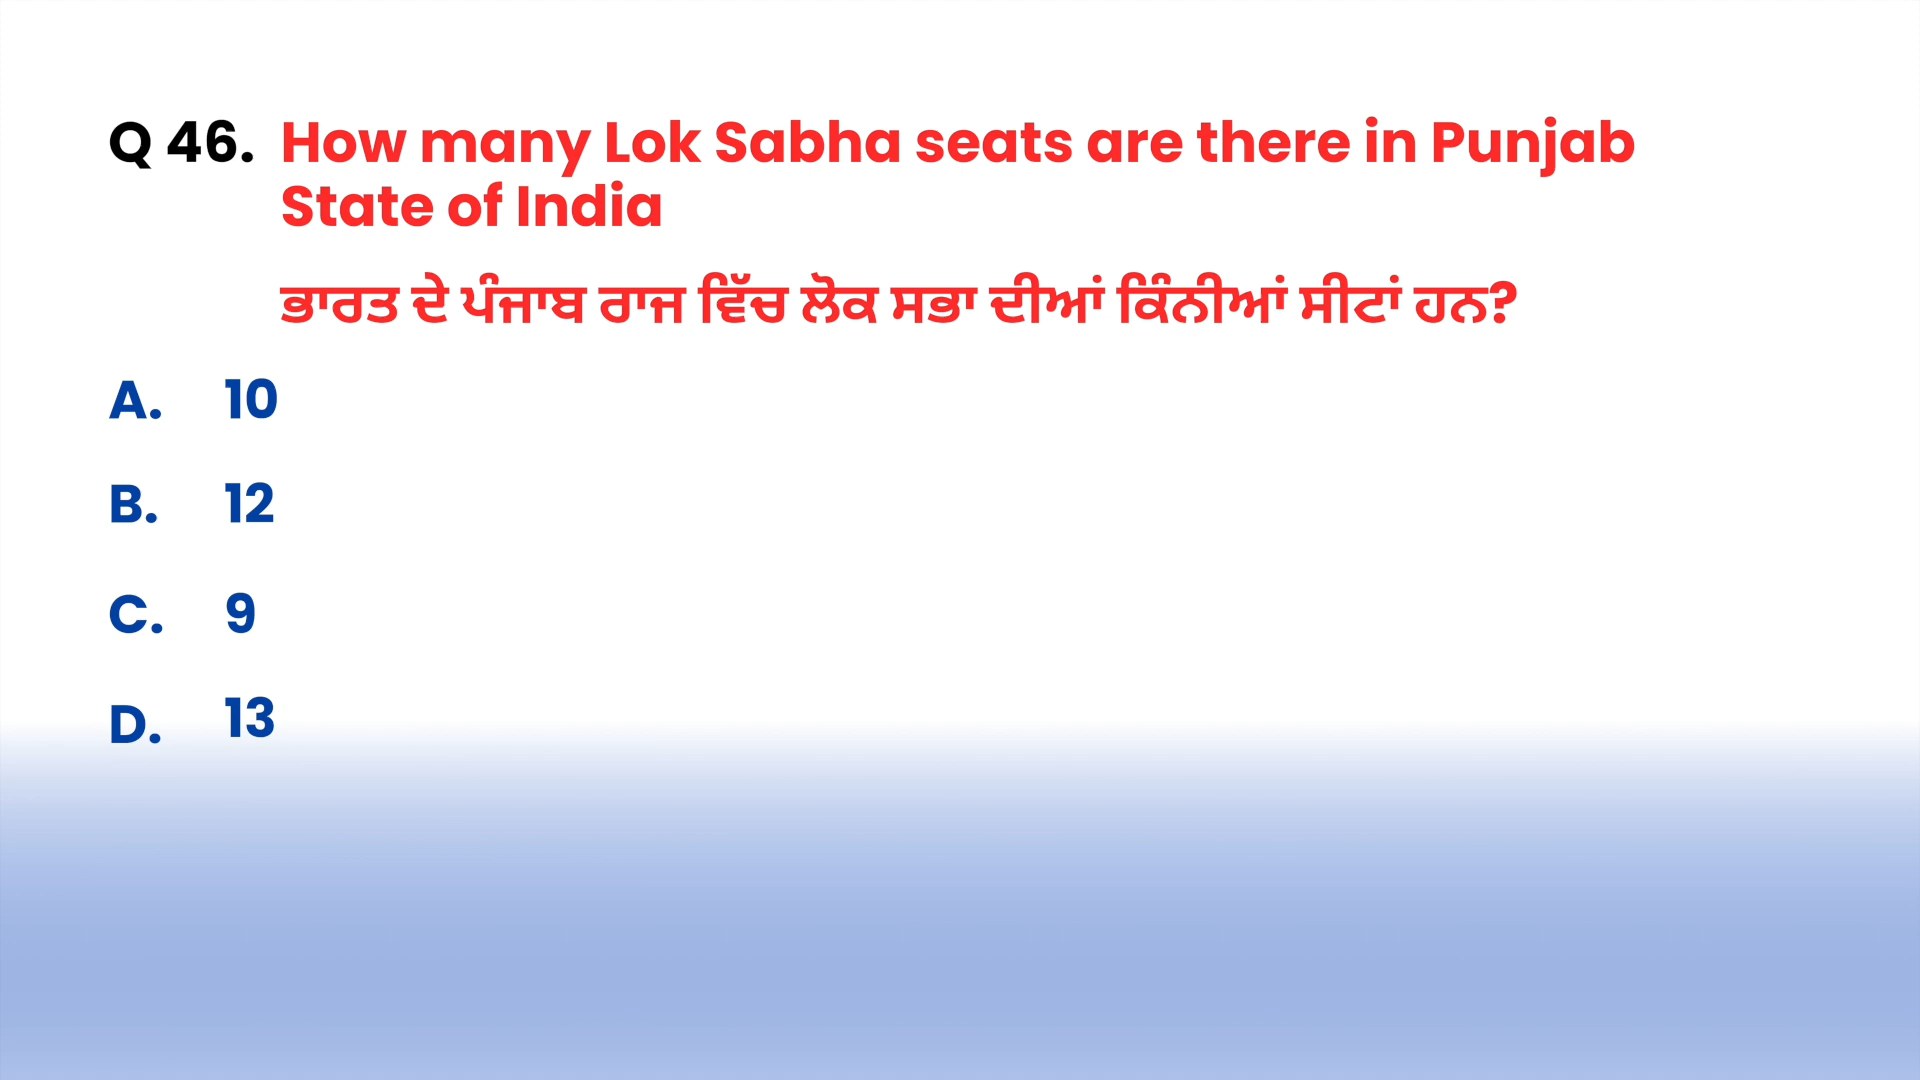 Q 46. How many Lok Sabha seats are there in Punjab
State of India
ਭਾਰਤ ਦੇ ਪੰਜਾਬ ਰਾਜ ਵਿੱਚ ਲੋਕ ਸਭਾ ਦੀਆਂ ਕਿੰਨੀਆਂ ਸੀਟਾਂ ਹਨ?
A. 10
B. 12
C. 9
D. 13